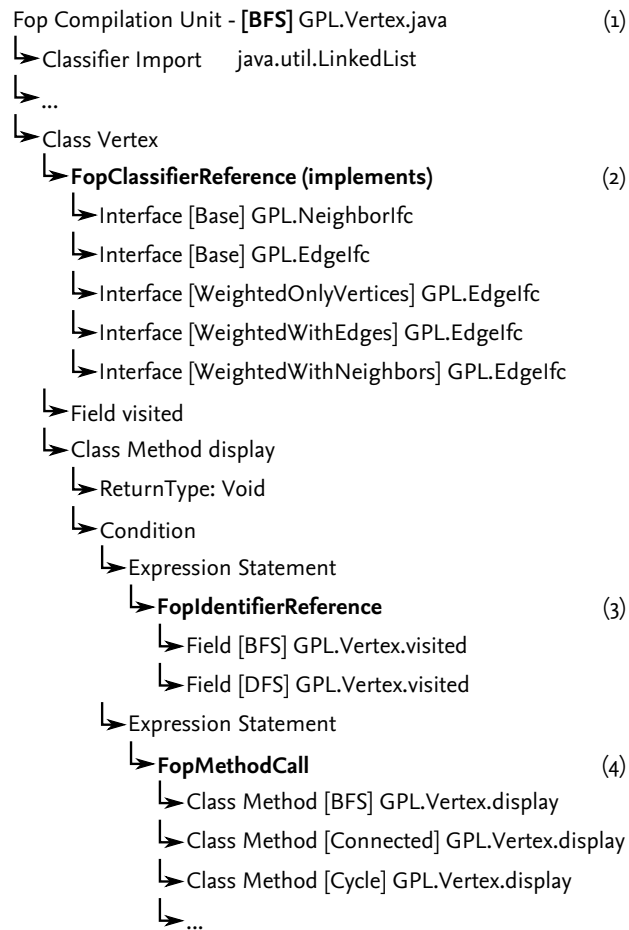 Fop Compilation Unit - [BFS] GPL.Vertex.java (1)
Classifier Import java.util.LinkedList
...
Class Vertex
FopClassifierReference (implements) (2)
Interface [Base] GPL.NeighborIfc
Interface [Base] GPL.EdgeIfc
Interface [WeightedOnlyVertices] GPL.EdgeIfc
Interface [WeightedWithEdges] GPL.EdgeIfc
Interface [WeightedWithNeighbors] GPL.EdgeIfc
Field visited
Class Method display
ReturnType: Void
Condition
Expression Statement
FopIdentifierReference (3)
Field [BFS] GPL.Vertex.visited
Field [DFS] GPL.Vertex.visited
Expression Statement
FopMethodCall (4)
Class Method [BFS] GPL.Vertex.display
Class Method [Connected] GPL.Vertex.display
Class Method [Cycle] GPL.Vertex.display
...